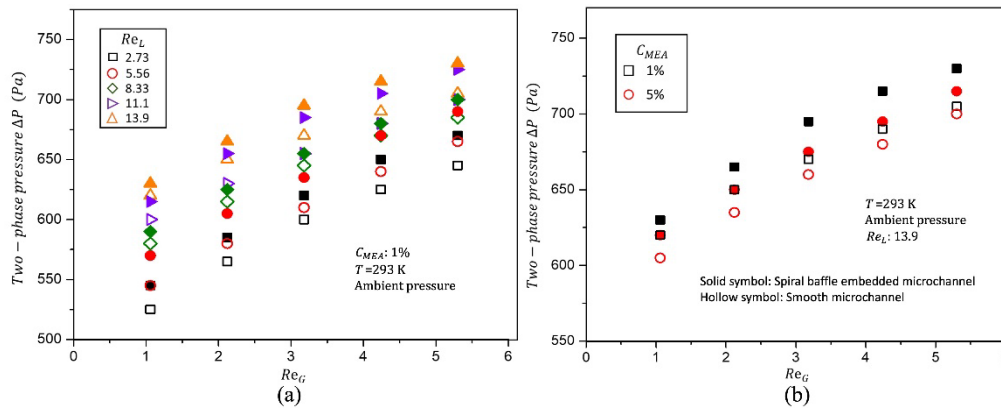 750
700
650
600
550
500
Two−phase pressure ΔP (Pa)
Re_L
2.73
5.56
8.33
11.1
13.9
C_MEA: 1%
T=293 K
Ambient pressure
0 1 2 3 4 5 6
Re_G
(a)
750
700
650
600
550
Two−phase pressure ΔP (Pa)
C_MEA
1%
5%
T=293 K
Ambient pressure
Re_L: 13.9
Solid symbol: Spiral baffle embedded microchannel
Hollow symbol: Smooth microchannel
0 1 2 3 4 5
Re_G
(b)